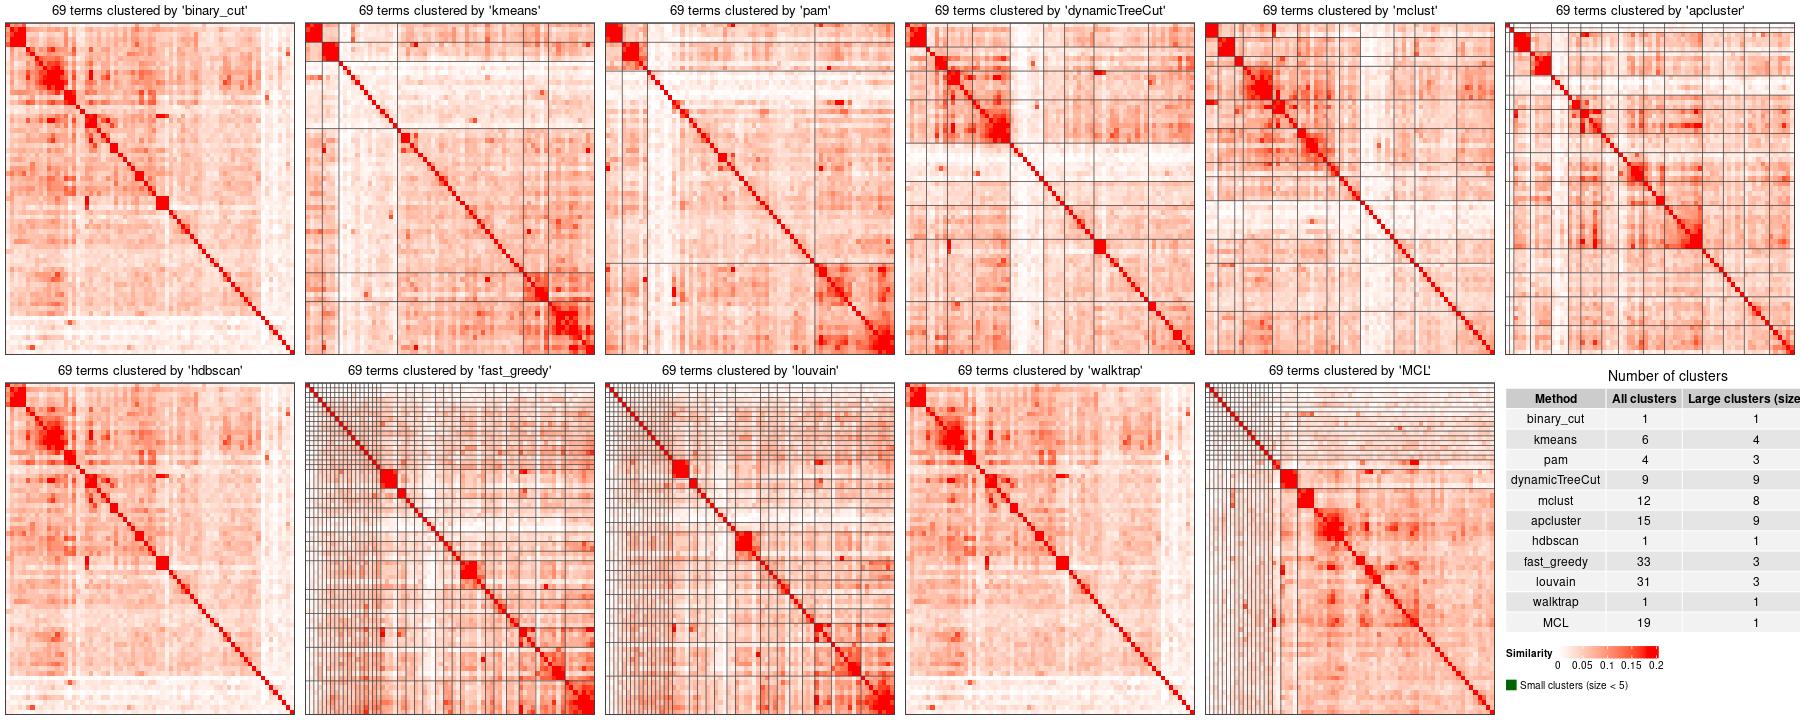 69 terms clustered by 'binary_cut'
69 terms clustered by 'kmeans'
69 terms clustered by 'pam'
69 terms clustered by 'dynamicTreeCut'
69 terms clustered by 'mclust'
69 terms clustered by 'apcluster'
69 terms clustered by 'hdbscan'
69 terms clustered by 'fast_greedy'
69 terms clustered by 'louvain'
69 terms clustered by 'walktrap'
69 terms clustered by 'MCL'
Number of clusters
Method All clusters Large clusters (size
binary_cut 1 1
kmeans 6 4
pam 4 3
dynamicTreeCut 9 9
mclust 12 8
apcluster 15 9
hdbscan 1 1
fast_greedy 33 3
louvain 31 3
walktrap 1 1
MCL 19 1
Similarity
0 0.05 0.1 0.15 0.2
Small clusters (size < 5)